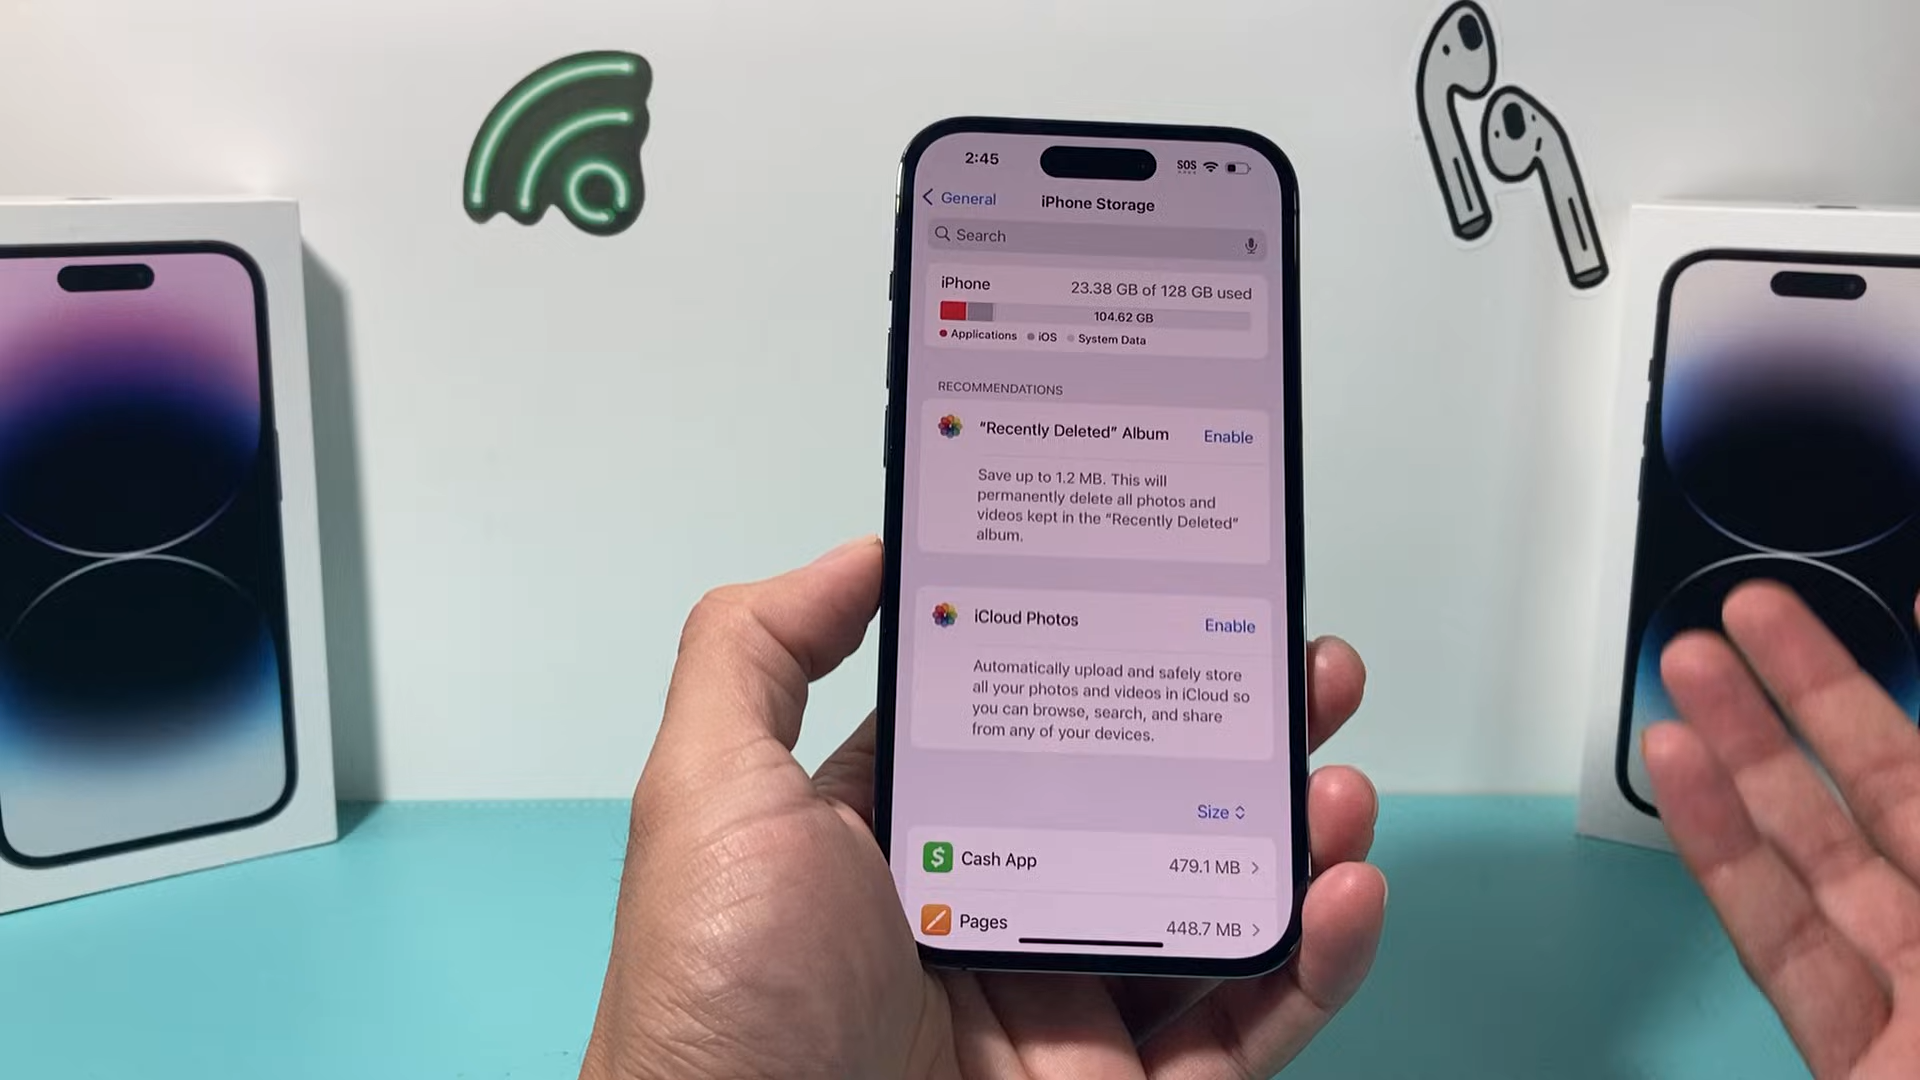 2:45
SOS
General
iPhone Storage
Search
iPhone
23.38 GB of 128 GB used
104.62 GB
Applications iOS System Data
RECOMMENDATIONS
"Recently Deleted" Album
Enable
Save up to 1.2 MB. This will
permanently delete all photos and
videos kept in the "Recently Deleted"
album.
iCloud Photos
Enable
Automatically upload and safely store
all your photos and videos in iCloud so
you can browse, search, and share
from any of your devices.
Size
$
Cash App
479.1 MB
Pages
448.7 MB